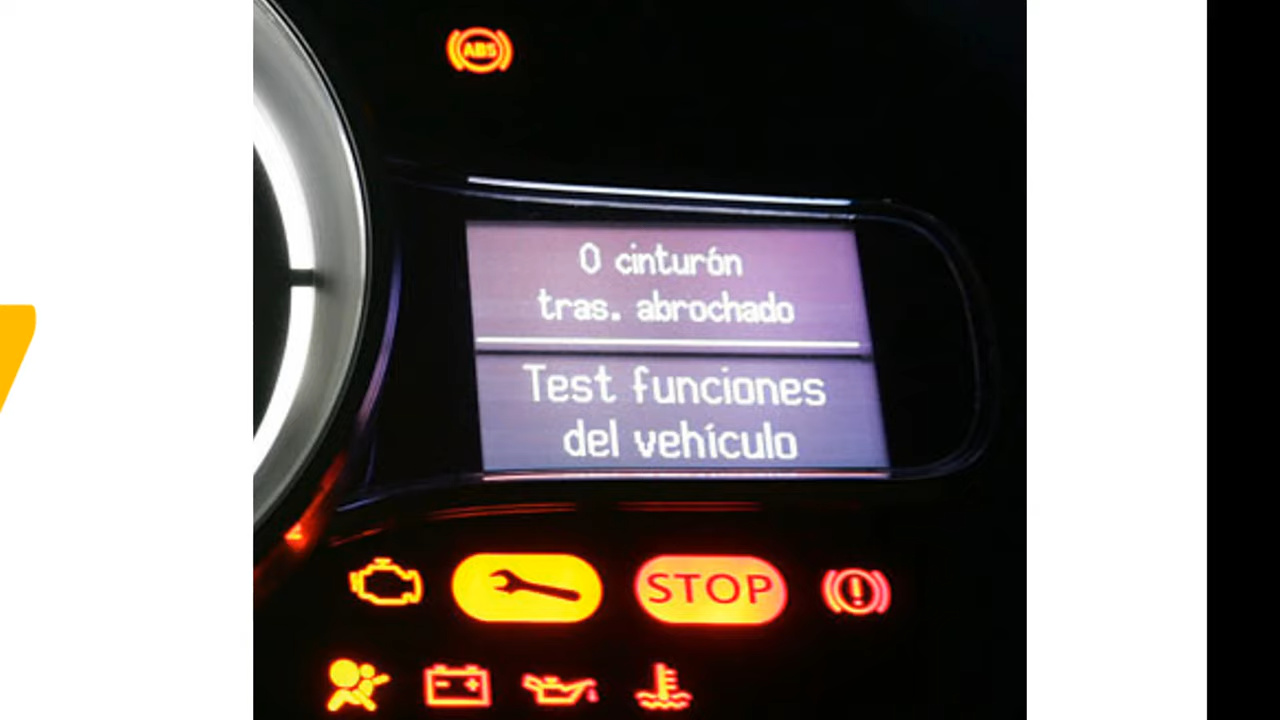 ABS
0 cinturón
tras. abrochado
Test funciones
del vehículo
STOP